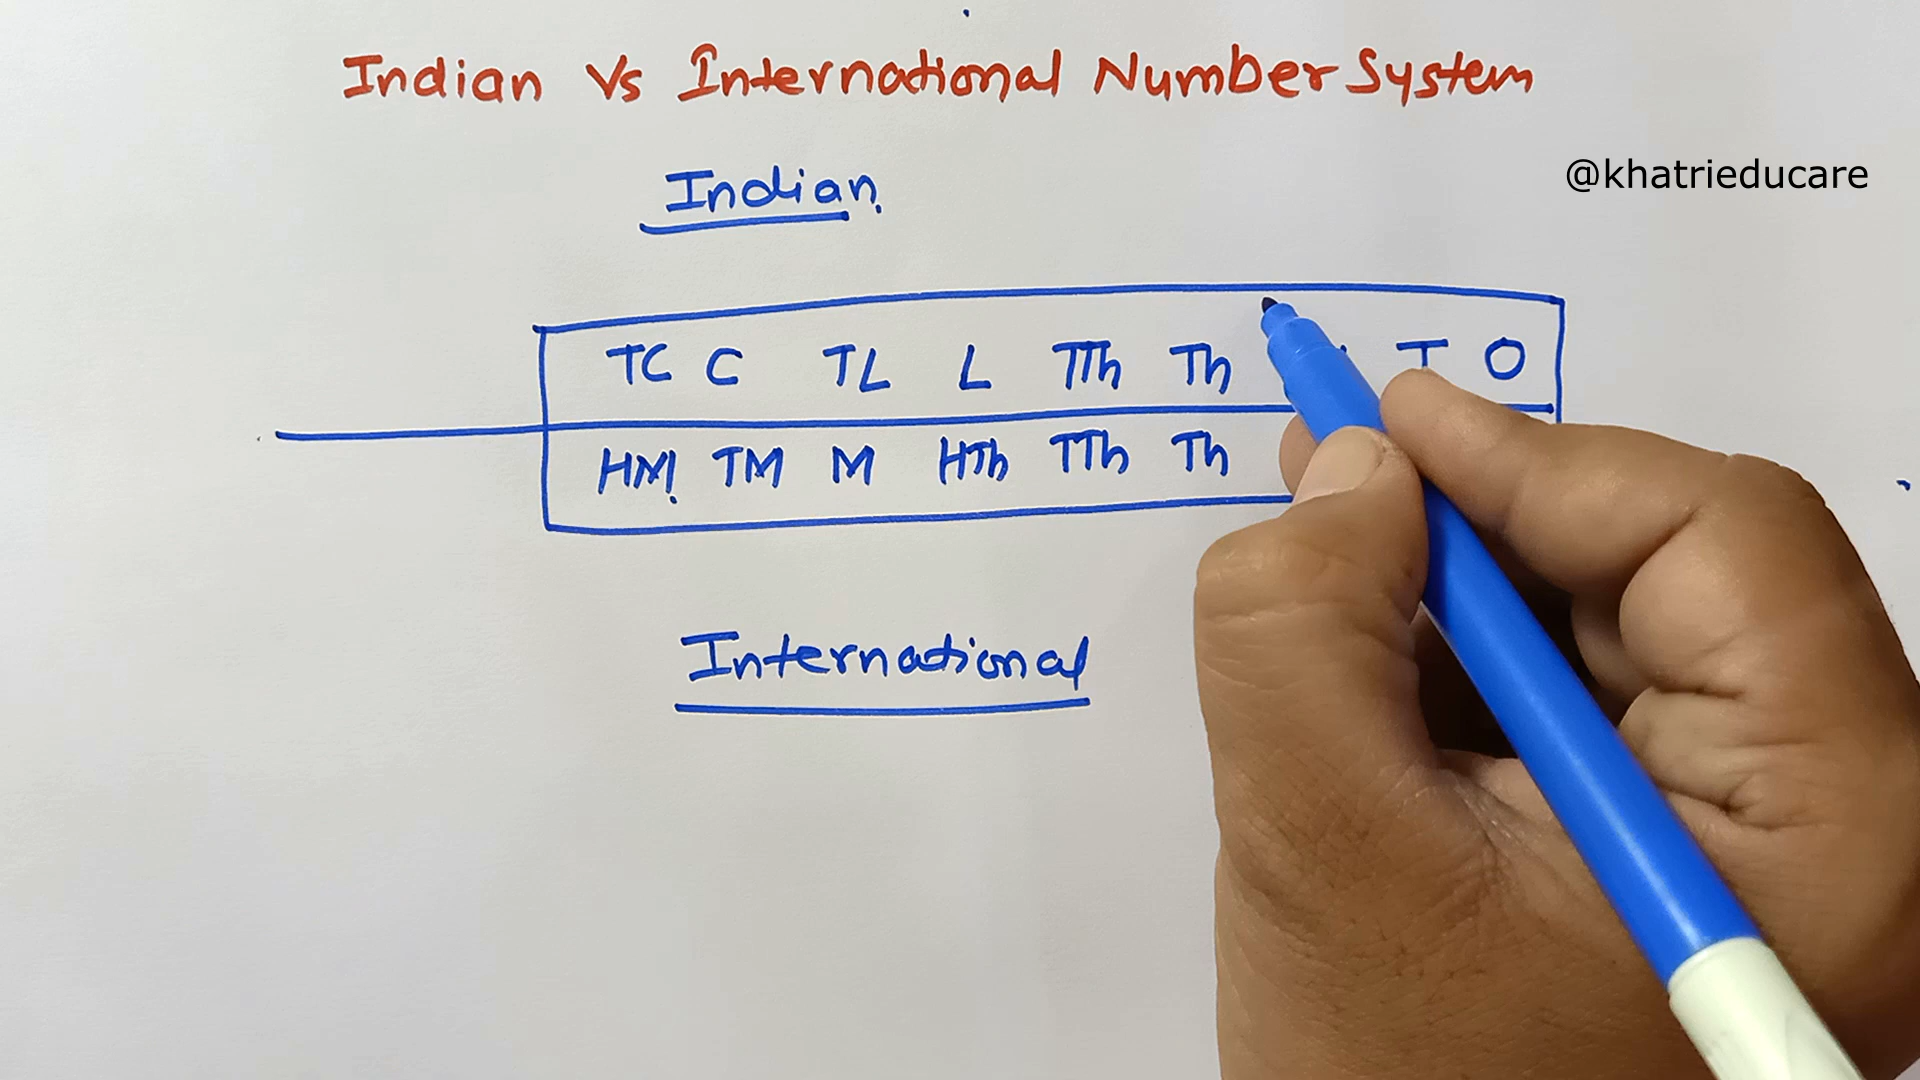 Indian Vs International Number System
@khatrieducare
Indian
TC C TL L TTh Th T O
HM TM M HTh TTh Th
International